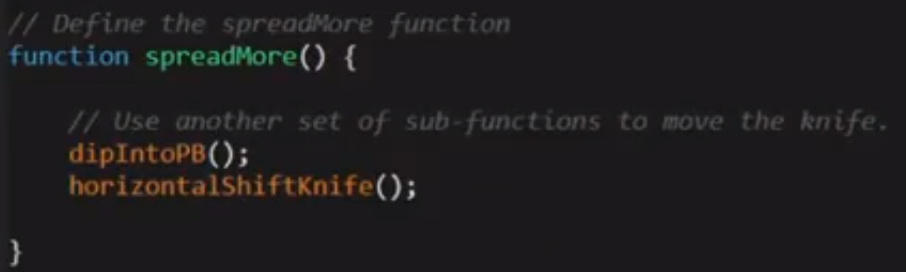 // Define the spreadMore function
function spreadMore() {
// Use another set of sub-functions to move the knife.
dipIntoPB();
horizontalShiftKnife();
}